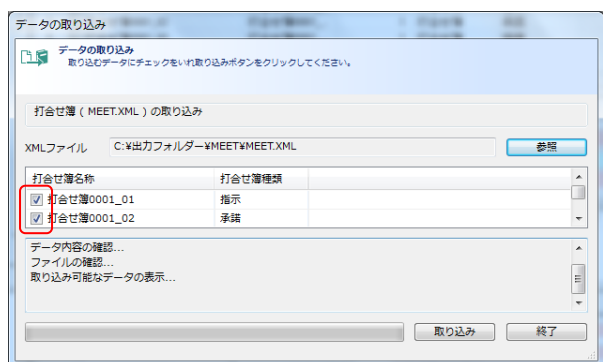 データの取り込み
データの取り込み
取り込むデータにチェックをいれ取り込みボタンをクリックしてください。
打合せ簿 ( MEET.XML ) の取り込み
XMLファイル C:¥出力フォルダー¥MEET¥MEET.XML 参照
打合せ簿名称 打合せ簿種類
打合せ簿0001_01 指示
打合せ簿0001_02 承諾
データ内容の確認...
ファイルの確認...
取り込み可能なデータの表示...
取り込み 終了